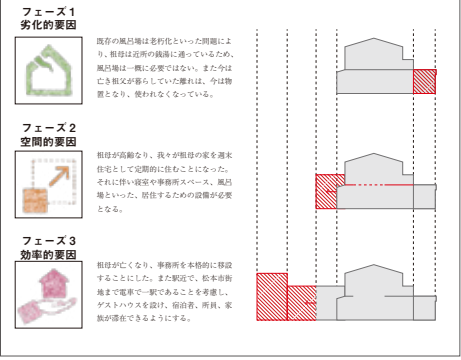 フェーズ1
劣化的要因
既存の風呂場は老朽化といった問題によ
り、祖母は近所の銭湯に通っているため、
風呂場は一概に必要ではない。また今は
亡き祖父が暮らしていた離れは、今は物
置となり、使われなくなっている。
フェーズ2
空間的要因
祖母が高齢なり、我々が祖母の家を週末
住宅として定期的に住むことになった。
それに伴い寝室や事務所スペース、風呂
場といった、居住するための設備が必要
となる。
フェーズ3
効率的要因
祖母が亡くなり、事務所を本格的に移設
することにした。また駅近で、松本市街
地まで電車で一駅であることを考慮し、
ゲストハウスを設け、宿泊者、所員、家
族が滞在できるようにする。